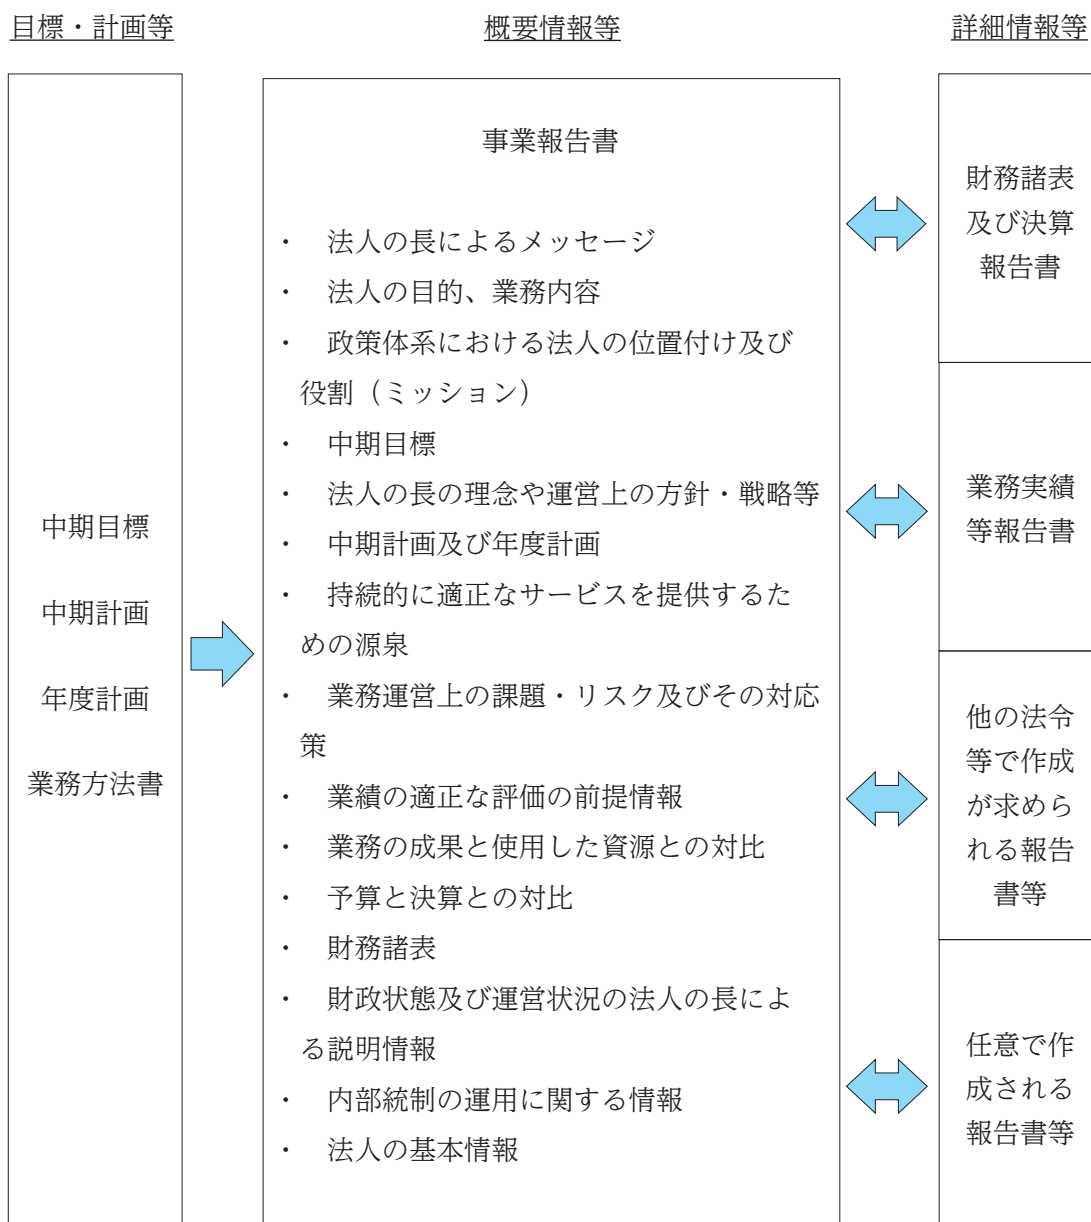 目標・計画等
概要情報等
詳細情報等
中期目標
中期計画
年度計画
業務方法書
事業報告書
・　法人の長によるメッセージ
・　法人の目的、業務内容
・　政策体系における法人の位置付け及び
役割（ミッション）
・　中期目標
・　法人の長の理念や運営上の方針・戦略等
・　中期計画及び年度計画
・　持続的に適正なサービスを提供するた
めの源泉
・　業務運営上の課題・リスク及びその対応
策
・　業績の適正な評価の前提情報
・　業務の成果と使用した資源との対比
・　予算と決算との対比
・　財務諸表
・　財政状態及び運営状況の法人の長によ
る説明情報
・　内部統制の運用に関する情報
・　法人の基本情報
財務諸表
及び決算
報告書
業務実績
等報告書
他の法令
等で作成
が求めら
れる報告
書等
任意で作
成される
報告書等